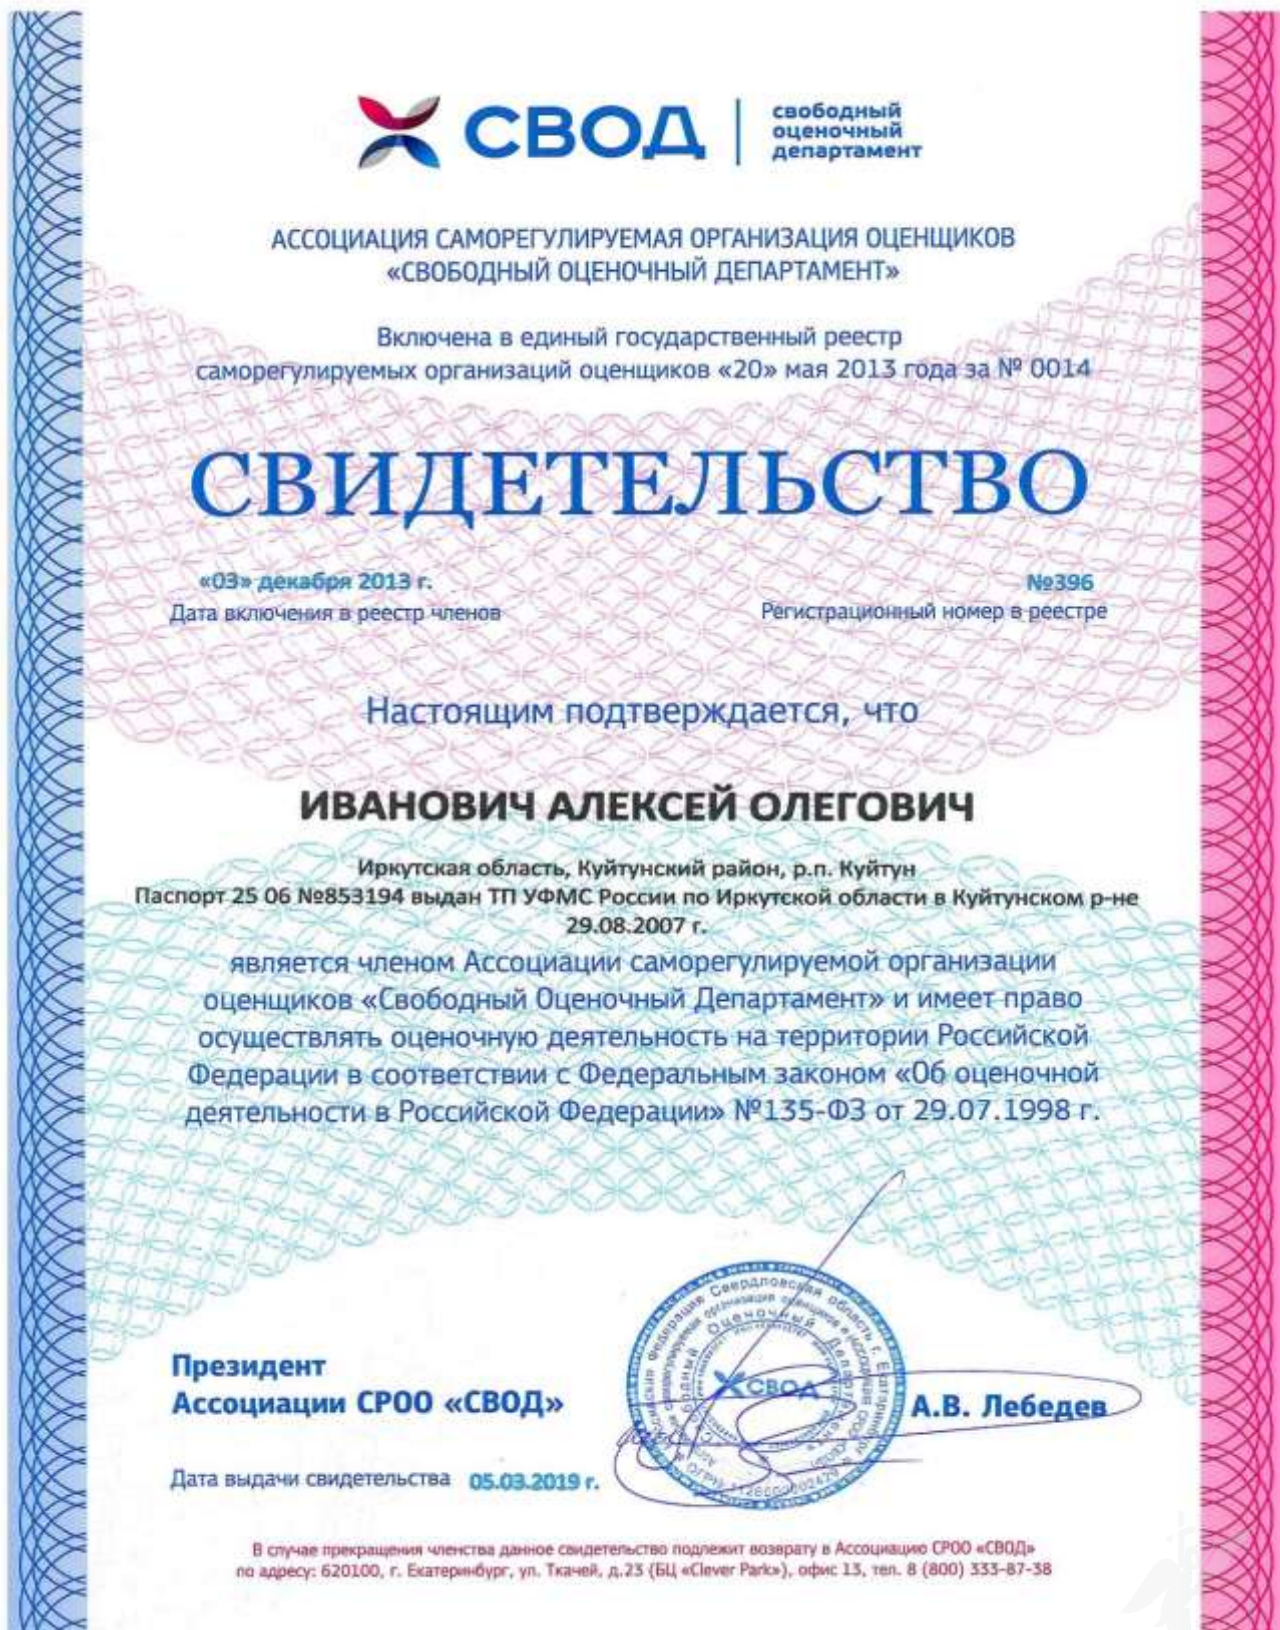 СВОД
свободный
оценочный
департамент
АССОЦИАЦИЯ САМОРЕГУЛИРУЕМАЯ ОРГАНИЗАЦИЯ ОЦЕНЩИКОВ
«СВОБОДНЫЙ ОЦЕНОЧНЫЙ ДЕПАРТАМЕНТ»
Включена в единый государственный реестр
саморегулируемых организаций оценщиков «20» мая 2013 года за № 0014
СВИДЕТЕЛЬСТВО
«03» декабря 2013 г. №396
Дата включения в реестр членов Регистрационный номер в реестре
Настоящим подтверждается, что
ИВАНОВИЧ АЛЕКСЕЙ ОЛЕГОВИЧ
Иркутская область, Куйтунский район, р.п. Куйтун
Паспорт 25 06 №853194 выдан ТП УФМС России по Иркутской области в Куйтунском р-не
29.08.2007 г.
является членом Ассоциации саморегулируемой организации
оценщиков «Свободный Оценочный Департамент» и имеет право
осуществлять оценочную деятельность на территории Российской
Федерации в соответствии с Федеральным законом «Об оценочной
деятельности в Российской Федерации» №135-ФЗ от 29.07.1998 г.
Президент
Ассоциации СРОО «СВОД»
СВОД
А.В. Лебедев
Дата выдачи свидетельства 05.03.2019 г.
В случае прекращения членства данное свидетельство подлежит возврату в Ассоциацию СРОО «СВОД»
по адресу: 620100, г. Екатеринбург, ул. Ткачей, д.23 (БЦ «Clever Park»), офис 13, тел. 8 (800) 333-87-38